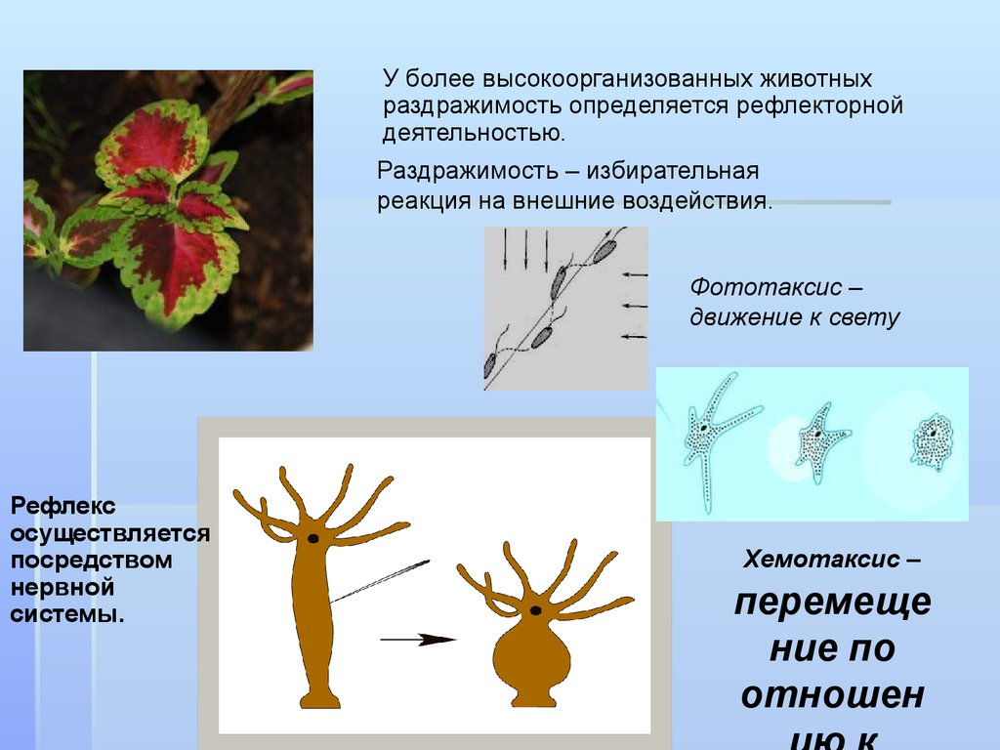 У более высокоорганизованных животных
раздражимость определяется рефлекторной
деятельностью.
Раздражимость – избирательная
реакция на внешние воздействия.
Фототаксис –
движение к свету
Рефлекс
осуществляется
посредством
нервной
системы.
Хемотаксис –
перемеще
ние по
отношен
ию к